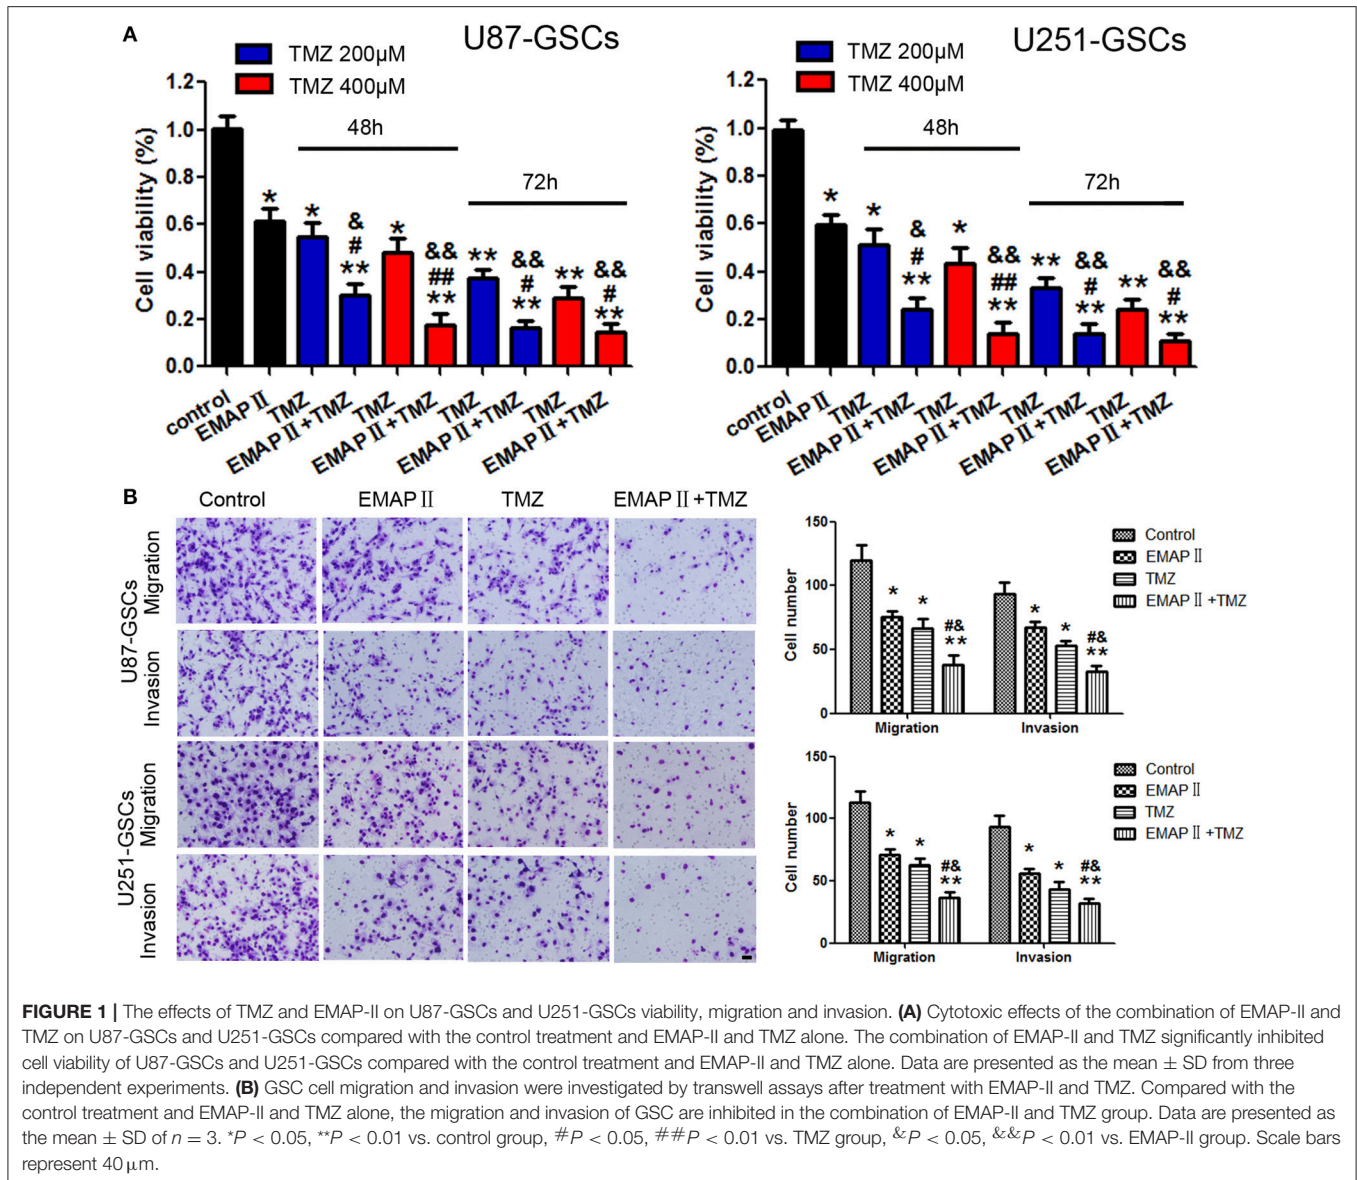 A
U87-GSCs
TMZ 200µM
TMZ 400µM
48h
72h
Cell viability (%)
1.2
1.0
0.8
0.6
0.4
0.2
0.0
*
*
&
#
**
*
&&
##
**
**
&&
#
**
**
&&
#
**
control
EMAP II
TMZ
EMAP II +TMZ
TMZ
EMAP II +TMZ
TMZ
EMAP II +TMZ
TMZ
EMAP II +TMZ
U251-GSCs
TMZ 200µM
TMZ 400µM
48h
72h
Cell viability (%)
1.2
1.0
0.8
0.6
0.4
0.2
0.0
*
*
&
#
**
*
&&
##
**
**
&&
#
**
**
&&
#
**
control
EMAP II
TMZ
EMAP II +TMZ
TMZ
EMAP II +TMZ
TMZ
EMAP II +TMZ
TMZ
EMAP II +TMZ
B
Control EMAP II TMZ EMAP II +TMZ
U87-GSCs
Migration
Invasion
U251-GSCs
Migration
Invasion
Cell number
150
100
50
0
* * #&
**
* * #&
**
Migration Invasion
Control
EMAP II
TMZ
EMAP II +TMZ
Cell number
150
100
50
0
* * #&
**
* * #&
**
Migration Invasion
Control
EMAP II
TMZ
EMAP II +TMZ
FIGURE 1 | The effects of TMZ and EMAP-II on U87-GSCs and U251-GSCs viability, migration and invasion. (A) Cytotoxic effects of the combination of EMAP-II and
TMZ on U87-GSCs and U251-GSCs compared with the control treatment and EMAP-II and TMZ alone. The combination of EMAP-II and TMZ significantly inhibited
cell viability of U87-GSCs and U251-GSCs compared with the control treatment and EMAP-II and TMZ alone. Data are presented as the mean ± SD from three
independent experiments. (B) GSC cell migration and invasion were investigated by transwell assays after treatment with EMAP-II and TMZ. Compared with the
control treatment and EMAP-II and TMZ alone, the migration and invasion of GSC are inhibited in the combination of EMAP-II and TMZ group. Data are presented as
the mean ± SD of n = 3. *P < 0.05, **P < 0.01 vs. control group, #P < 0.05, ##P < 0.01 vs. TMZ group, &P < 0.05, &&P < 0.01 vs. EMAP-II group. Scale bars
represent 40 µm.